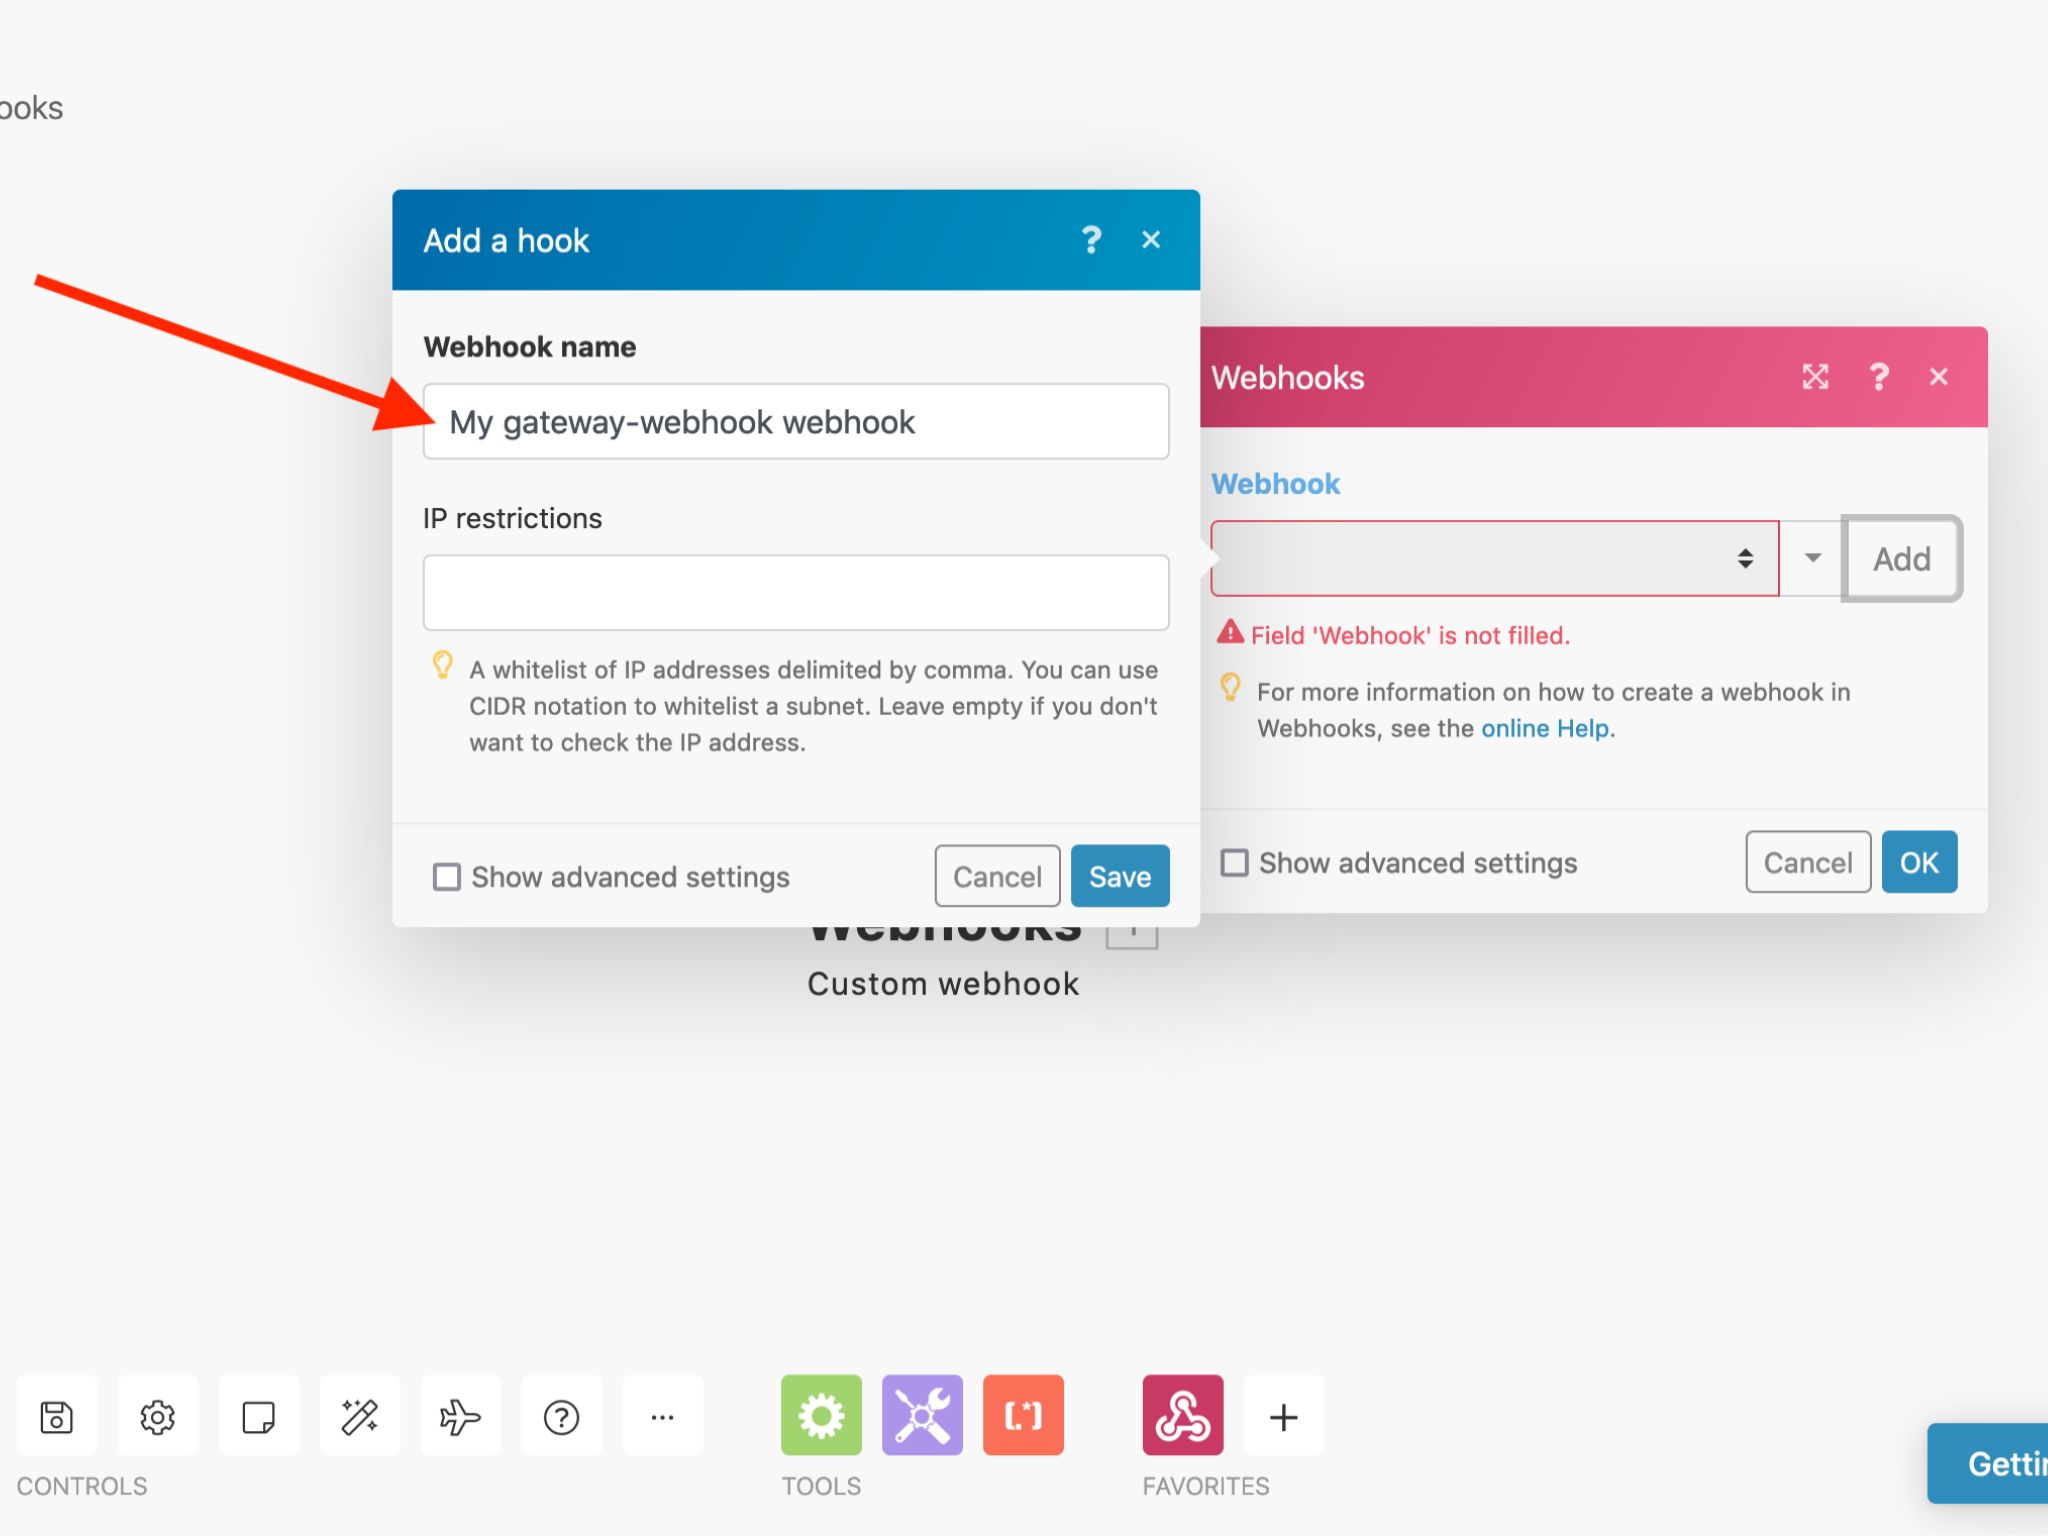 Add a hook
Webhook name
My gateway-webhook webhook
IP restrictions
A whitelist of IP addresses delimited by comma. You can use
CIDR notation to whitelist a subnet. Leave empty if you don't
want to check the IP address.
Show advanced settings
Cancel
Save
Webhooks
Webhook
Add
Field 'Webhook' is not filled.
For more information on how to create a webhook in
Webhooks, see the online Help.
Show advanced settings
Cancel
OK
Webhooks
Custom webhook
CONTROLS
TOOLS
FAVORITES